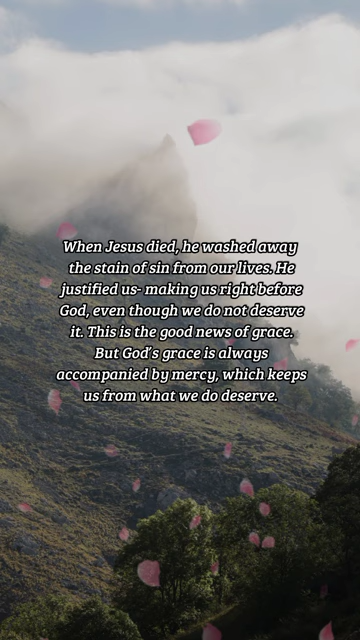 When Jesus died, he washed away
the stain of sin from our lives. He
justified us- making us right before
God, even though we do not deserve
it. This is the good news of grace.
But God's grace is always
accompanied by mercy, which keeps
us from what we do deserve.